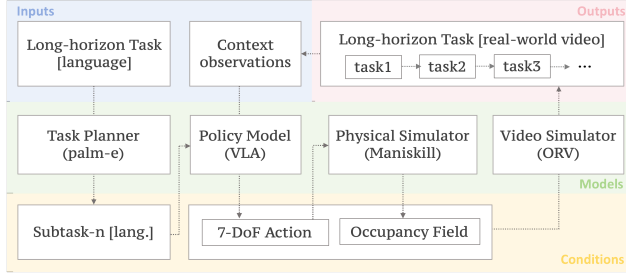 Inputs
Outputs
Long-horizon Task
[language]
Context
observations
Long-horizon Task [real-world video]
task1
task2
task3
...
Task Planner
(palm-e)
Policy Model
(VLA)
Physical Simulator
(Maniskill)
Video Simulator
(ORV)
Models
Subtask-n [lang.]
7-DoF Action
Occupancy Field
Conditions